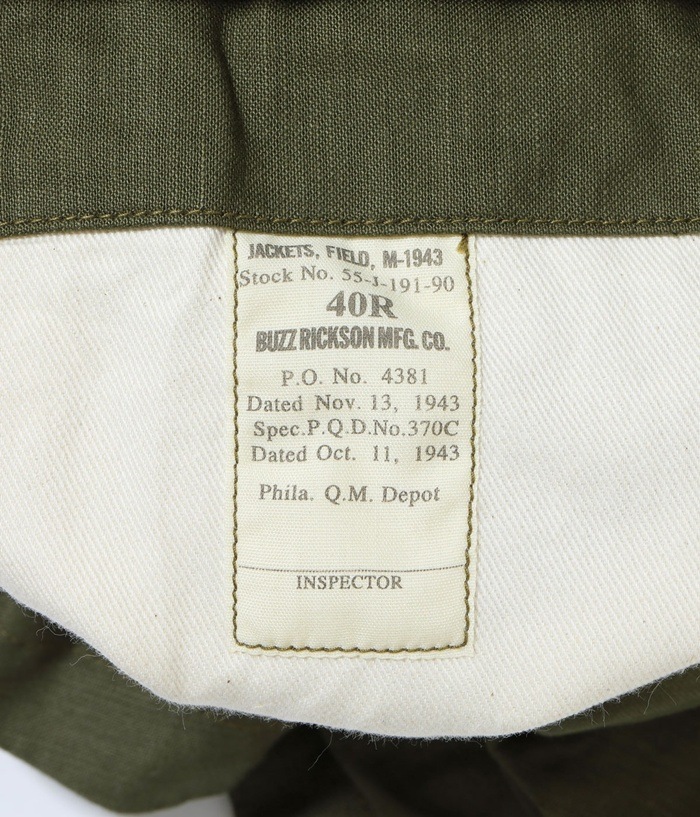 JACKETS, FIELD, M-1943
Stock No. 55-J-191-90
40R
BUZZ RICKSON MFG. CO.
P.O. No. 4381
Dated Nov. 13, 1943
Spec.P.Q.D.No.370C
Dated Oct. 11, 1943
Phila. Q.M. Depot
INSPECTOR